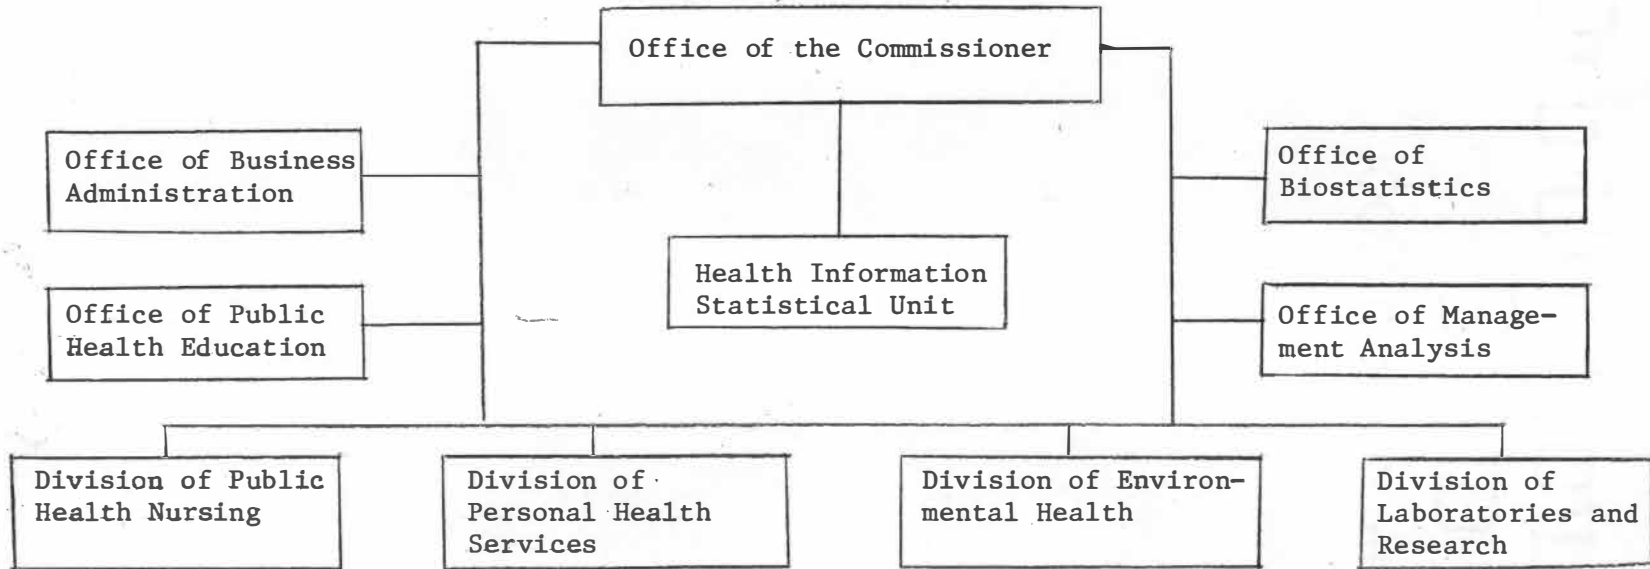 Office of the Commissioner
Office of Business
Administration
Office of
Biostatistics
Health Information
Statistical Unit
Office of Public
Health Education
Office of Manage-
ment Analysis
Division of Public
Health Nursing
Division of
Personal Health
Services
Division of Environ-
mental Health
Division of
Laboratories and
Research